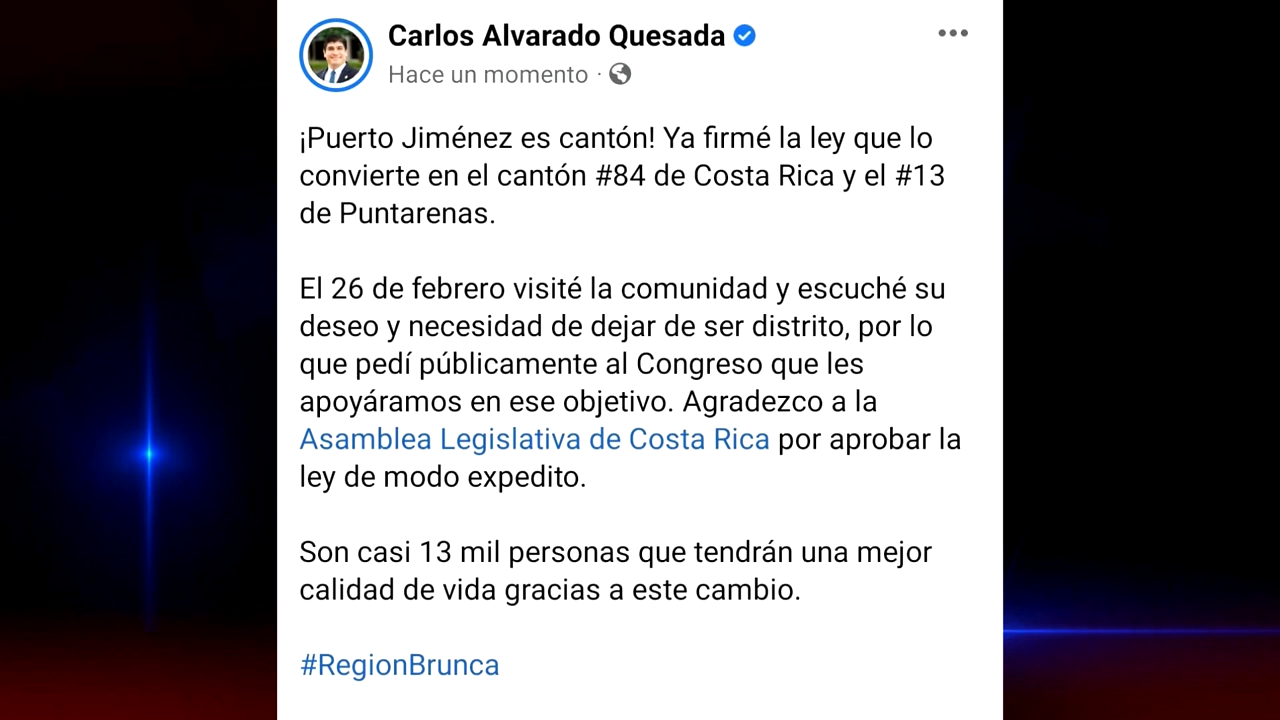 Carlos Alvarado Quesada
Hace un momento ·
¡Puerto Jiménez es cantón! Ya firmé la ley que lo
convierte en el cantón #84 de Costa Rica y el #13
de Puntarenas.
El 26 de febrero visité la comunidad y escuché su
deseo y necesidad de dejar de ser distrito, por lo
que pedí públicamente al Congreso que les
apoyáramos en ese objetivo. Agradezco a la
Asamblea Legislativa de Costa Rica por aprobar la
ley de modo expedito.
Son casi 13 mil personas que tendrán una mejor
calidad de vida gracias a este cambio.
#RegionBrunca